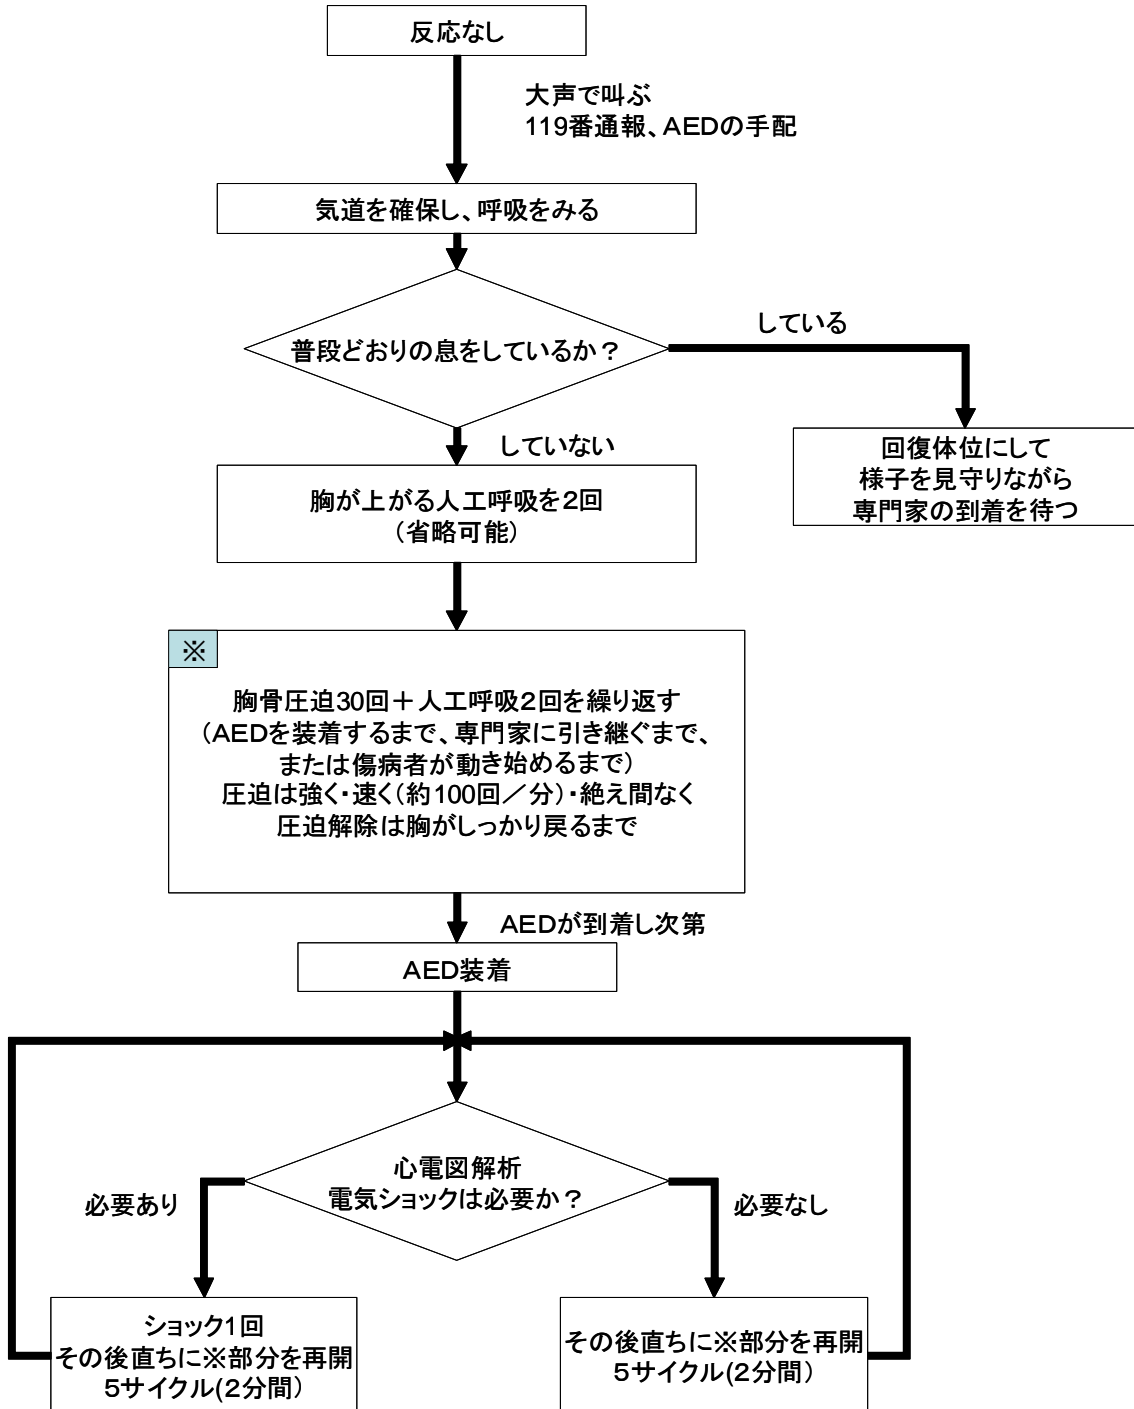 反応なし
大声で叫ぶ
119番通報、AEDの手配
気道を確保し、呼吸をみる
普段どおりの息をしているか？
している
していない
回復体位にして
様子を見守りながら
専門家の到着を待つ
胸が上がる人工呼吸を2回
（省略可能）
※
胸骨圧迫30回＋人工呼吸2回を繰り返す
（AEDを装着するまで、専門家に引き継ぐまで、
または傷病者が動き始めるまで）
圧迫は強く・速く（約100回／分）・絶え間なく
圧迫解除は胸がしっかり戻るまで
AEDが到着し次第
AED装着
心電図解析
電気ショックは必要か？
必要あり
必要なし
ショック1回
その後直ちに※部分を再開
5サイクル(2分間）
その後直ちに※部分を再開
5サイクル(2分間）